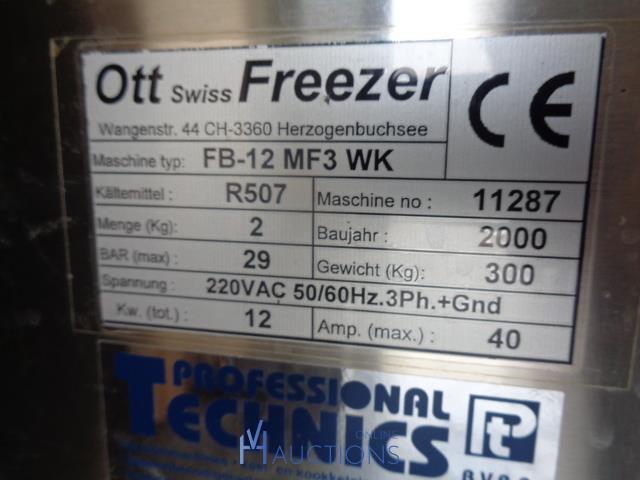 Ott Swiss Freezer
CE
Wangenstr. 44 CH-3360 Herzogenbuchsee
Maschine typ: FB-12 MF3 WK
Kältemittel : R507 Maschine no : 11287
Menge (Kg): 2 Baujahr : 2000
BAR (max) : 29 Gewicht (Kg): 300
Spannung : 220VAC 50/60Hz.3Ph.+Gnd
Kw. (tot.) : 12 Amp. (max.) : 40
PROFESSIONAL
TECHNICS
Pt
HVH ONLINE
AUCTIONS
B.V.B.A